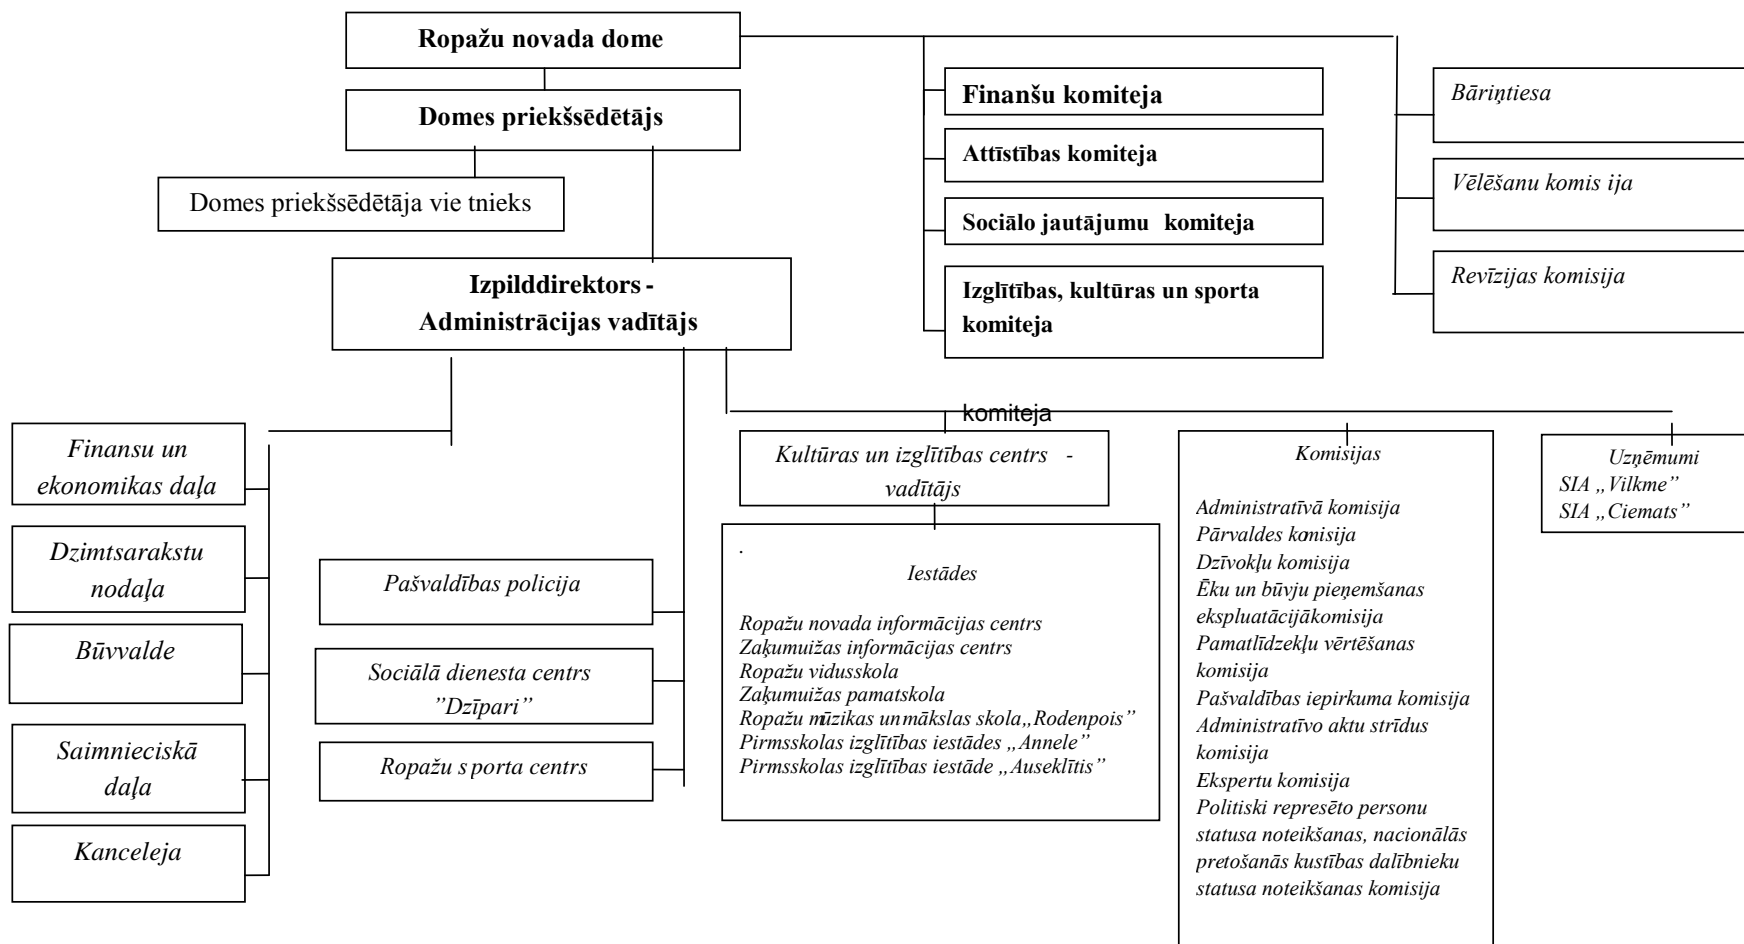 Ropažu novada dome
Domes priekšsēdētājs
Domes priekšsēdētāja vie tnieks
Izpilddirektors -
Administrācijas vadītājs
Finanšu komiteja
Attīstības komiteja
Sociālo jautājumu komiteja
Izglītības, kultūras un sporta
komiteja
Bāriņtiesa
Vēlēšanu komis ija
Revīzijas komisija
komiteja
Finansu un
ekonomikas daļa
Dzimtsarakstu
nodaļa
Būvvalde
Saimnieciskā
daļa
Kanceleja
Pašvaldības policija
Sociālā dienesta centrs
”Dzīpari”
Ropažu s porta centrs
Kultūras un izglītības centrs -
vadītājs
.
Iestādes
Ropažu novada informācijas centrs
Zaķumuižas informācijas centrs
Ropažu vidusskola
Zaķumuižas pamatskola
Ropažu mūzikas un mākslas skola „Rodenpois”
Pirmsskolas izglītības iestādes „Annele”
Pirmsskolas izglītības iestāde „Auseklītis”
Komisijas
Administratīvā komisija
Pārvaldes komisija
Dzīvokļu komisija
Ēku un būvju pieņemšanas
ekspluatācijākomisija
Pamatlīdzekļu vērtēšanas
komisija
Pašvaldības iepirkuma komisija
Administratīvo aktu strīdus
komisija
Ekspertu komisija
Politiski represēto personu
statusa noteikšanas, nacionālās
pretošanās kustības dalībnieku
statusa noteikšanas komisija
Uzņēmumi
SIA „Vilkme”
SIA „Ciemats”